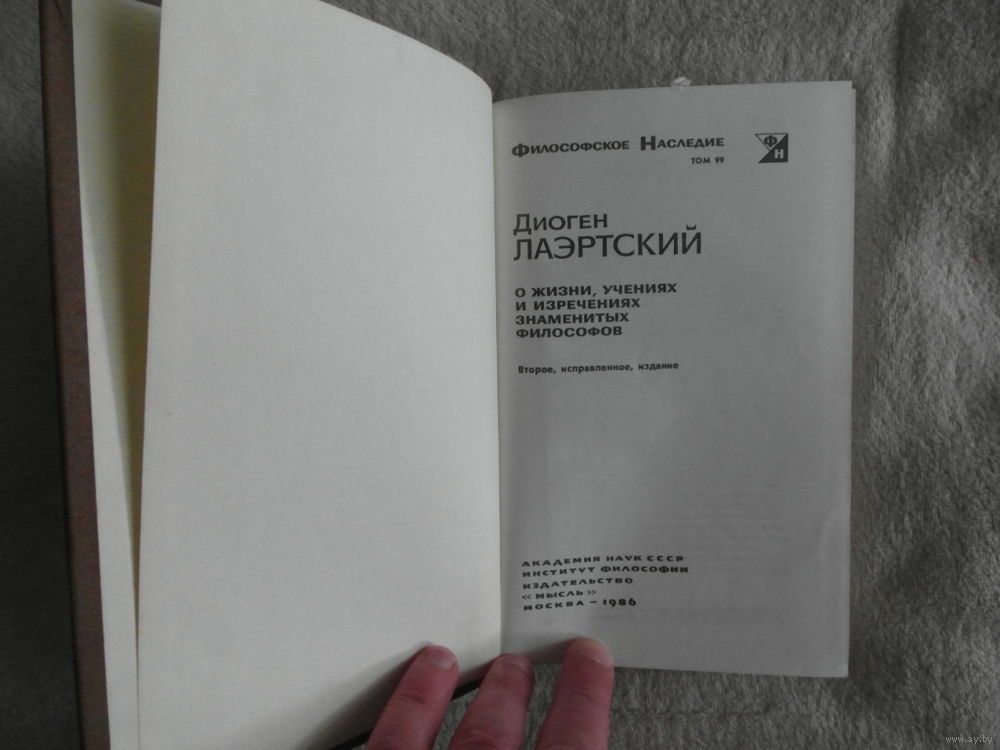 Философское Наследие
ТОМ 99
Ф
Н
Диоген
ЛАЭРТСКИЙ
О ЖИЗНИ, УЧЕНИЯХ
И ИЗРЕЧЕНИЯХ
ЗНАМЕНИТЫХ
ФИЛОСОФОВ
Второе, исправленное, издание
АКАДЕМИЯ НАУК СССР
ИНСТИТУТ ФИЛОСОФИИ
ИЗДАТЕЛЬСТВО
«МЫСЛЬ»
МОСКВА — 1986
www.ay.by